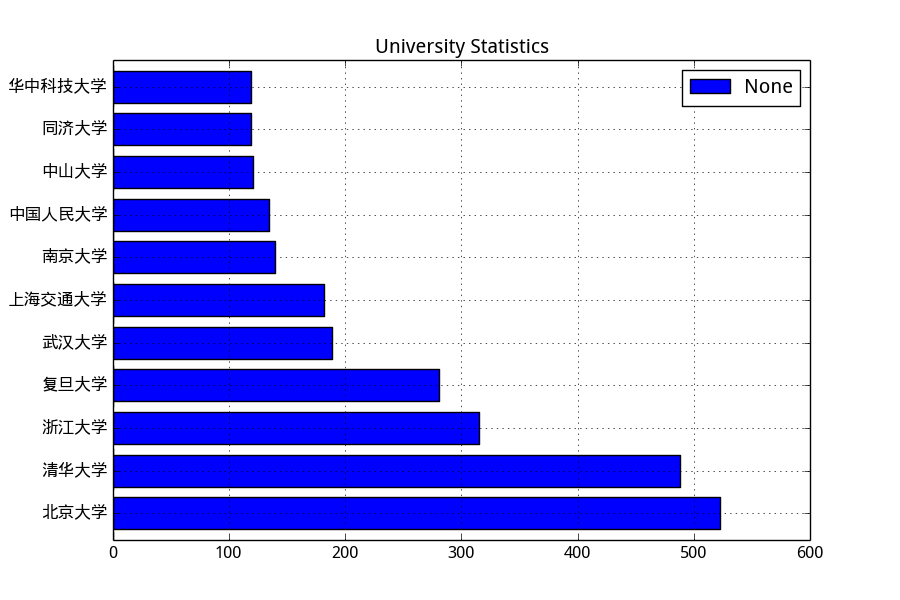 University Statistics
None
华中科技大学
同济大学
中山大学
中国人民大学
南京大学
上海交通大学
武汉大学
复旦大学
浙江大学
清华大学
北京大学
0 100 200 300 400 500 600